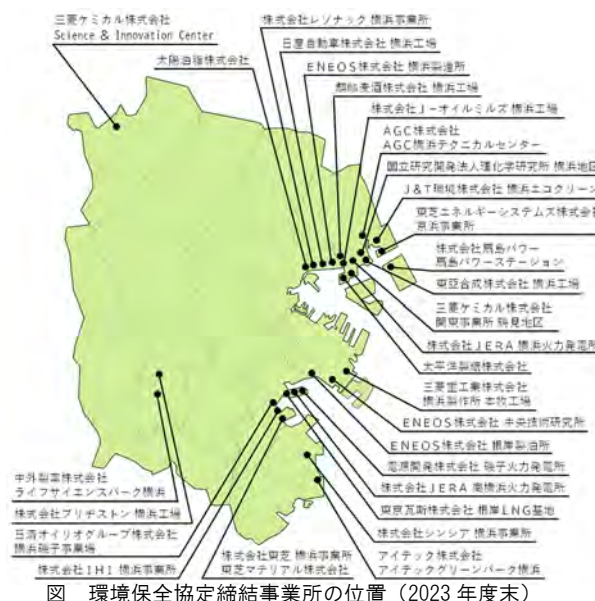 三菱ケミカル株式会社
Science & Innovation Center
太陽油脂株式会社
株式会社レゾナック 横浜事業所
日産自動車株式会社 横浜工場
ENEOS株式会社 横浜製造所
麒麟麦酒株式会社 横浜工場
株式会社J-オイルミルズ 横浜工場
AGC株式会社
AGC横浜テクニカルセンター
国立研究開発法人理化学研究所 横浜地区
J&T環境株式会社 横浜エコクリーン
東芝エネルギーシステムズ株式会社
京浜事業所
株式会社扇島パワー
扇島パワーステーション
東亞合成株式会社 横浜工場
三菱ケミカル株式会社
関東事業所 鶴見地区
株式会社JERA 横浜火力発電所
太平洋製糖株式会社
三菱重工業株式会社
横浜製作所 本牧工場
ENEOS株式会社 中央技術研究所
ENEOS株式会社 根岸製油所
電源開発株式会社 磯子火力発電所
株式会社JERA 南横浜火力発電所
東京瓦斯株式会社 根岸LNG基地
株式会社シンシア 横浜事業所
アイテック株式会社
アイテックグリーンパーク横浜
中外製薬株式会社
ライフサイエンスパーク横浜
株式会社ブリヂストン 横浜工場
日清オイリオグループ株式会社
横浜磯子事業場
株式会社IHI 横浜事業所
株式会社東芝 横浜事業所
東芝マテリアル株式会社
図 環境保全協定締結事業所の位置（2023年度末）